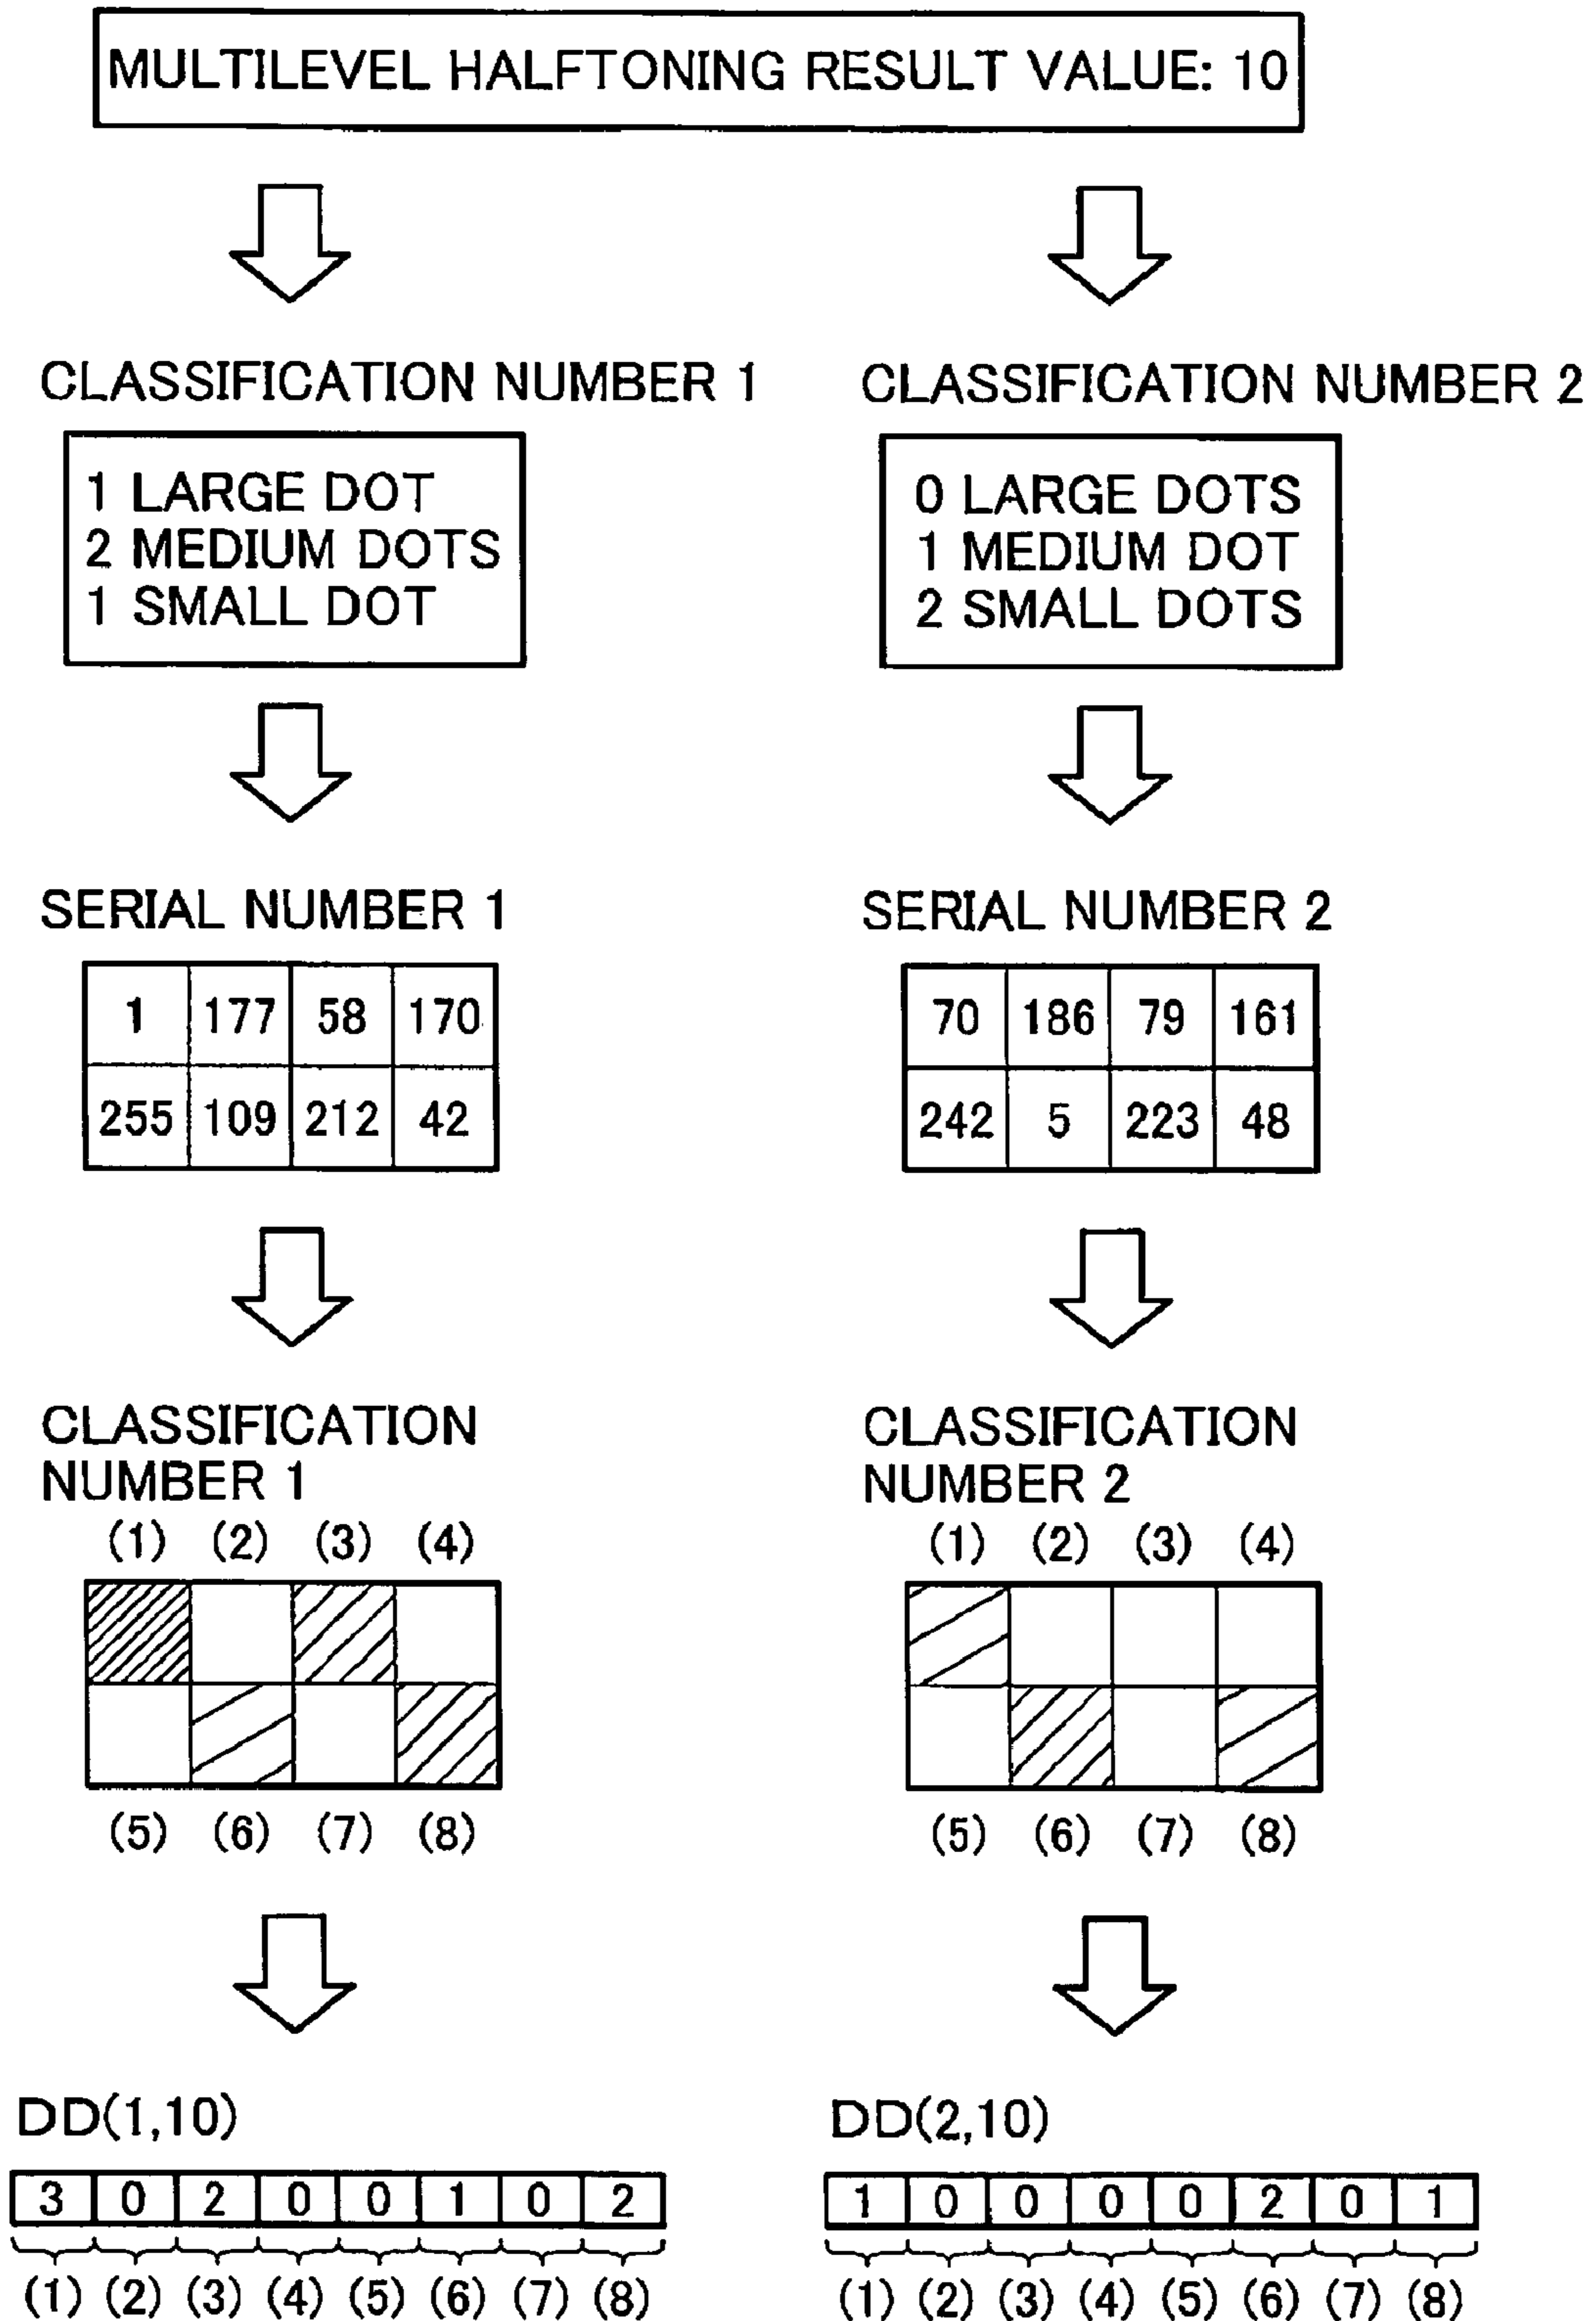 MULTILEVEL HALFTONING RESULT VALUE: 10
CLASSIFICATION NUMBER 1
1 LARGE DOT
2 MEDIUM DOTS
1 SMALL DOT
SERIAL NUMBER 1
1 177 58 170
255 109 212 42
CLASSIFICATION
NUMBER 1
(1) (2) (3) (4)
(5) (6) (7) (8)
DD(1,10)
3 0 2 0 0 1 0 2
(1) (2) (3) (4) (5) (6) (7) (8)
CLASSIFICATION NUMBER 2
0 LARGE DOTS
1 MEDIUM DOT
2 SMALL DOTS
SERIAL NUMBER 2
70 186 79 161
242 5 223 48
CLASSIFICATION
NUMBER 2
(1) (2) (3) (4)
(5) (6) (7) (8)
DD(2,10)
1 0 0 0 0 2 0 1
(1) (2) (3) (4) (5) (6) (7) (8)